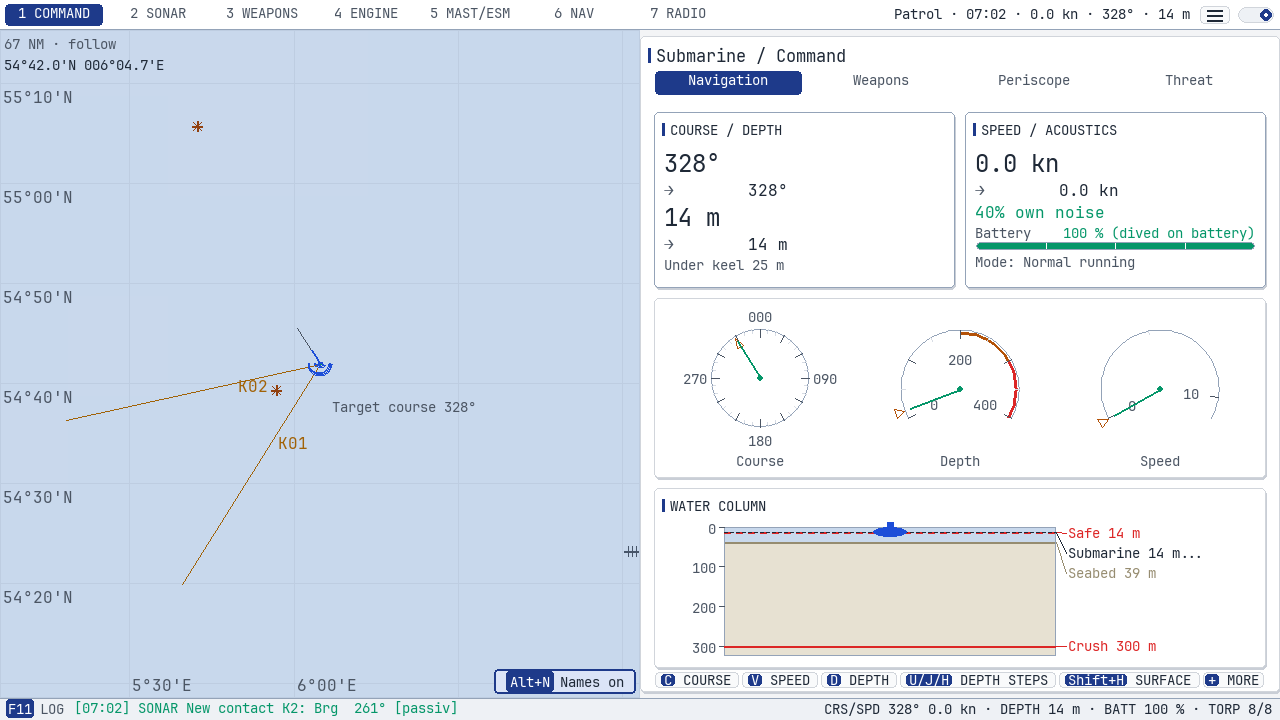 1 COMMAND 2 SONAR 3 WEAPONS 4 ENGINE 5 MAST/ESM 6 NAV 7 RADIO Patrol · 07:02 · 0.0 kn · 328° · 14 m
67 NM · follow
54°42.0'N 006°04.7'E
55°10'N
55°00'N
54°50'N
54°40'N
54°30'N
54°20'N
K02
K01
Target course 328°
5°30'E 6°00'E
Alt+N Names on
Submarine / Command
Navigation Weapons Periscope Threat
COURSE / DEPTH
328°
→ 328°
14 m
→ 14 m
Under keel 25 m
SPEED / ACOUSTICS
0.0 kn
→ 0.0 kn
40% own noise
Battery 100 % (dived on battery)
Mode: Normal running
000
270 090
180
Course
200
0 400
Depth
0 10
Speed
WATER COLUMN
0
100
200
300
Safe 14 m
Submarine 14 m...
Seabed 39 m
Crush 300 m
C COURSE V SPEED D DEPTH U/J/H DEPTH STEPS Shift+H SURFACE + MORE
F11 LOG [07:02] SONAR New contact K2: Brg 261° [passiv] CRS/SPD 328° 0.0 kn · DEPTH 14 m · BATT 100 % · TORP 8/8